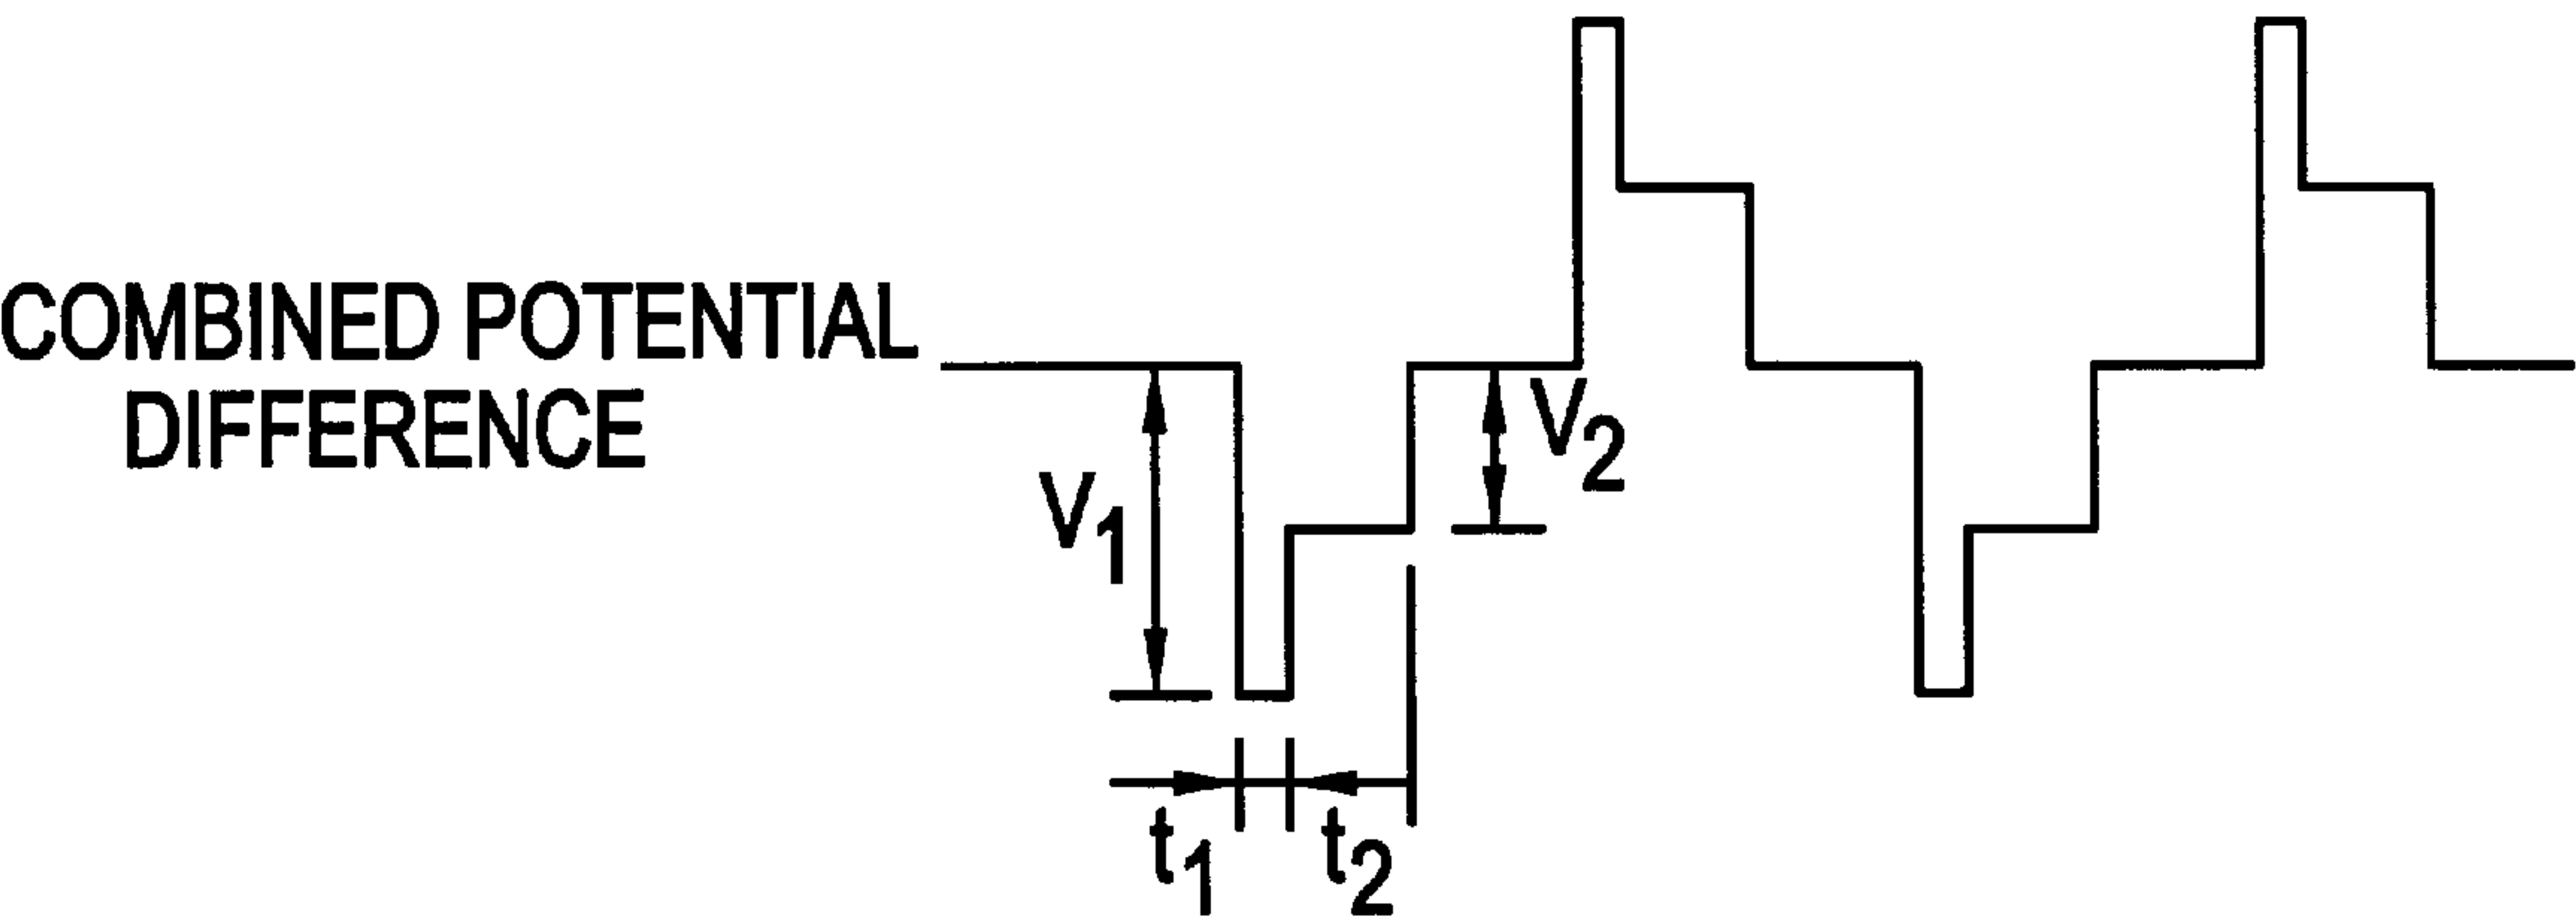 COMBINED POTENTIAL
DIFFERENCE
V1
V2
t1
t2